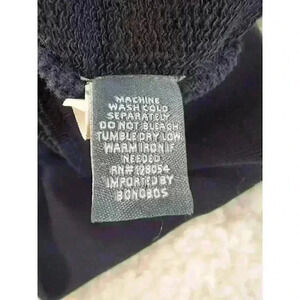 MACHINE
WASH COLD
SEPARATELY
DO NOT BLEACH
TUMBLE DRY LOW
WARM IRON IF
NEEDED
RN#128054
IMPORTED BY
BONOBOS